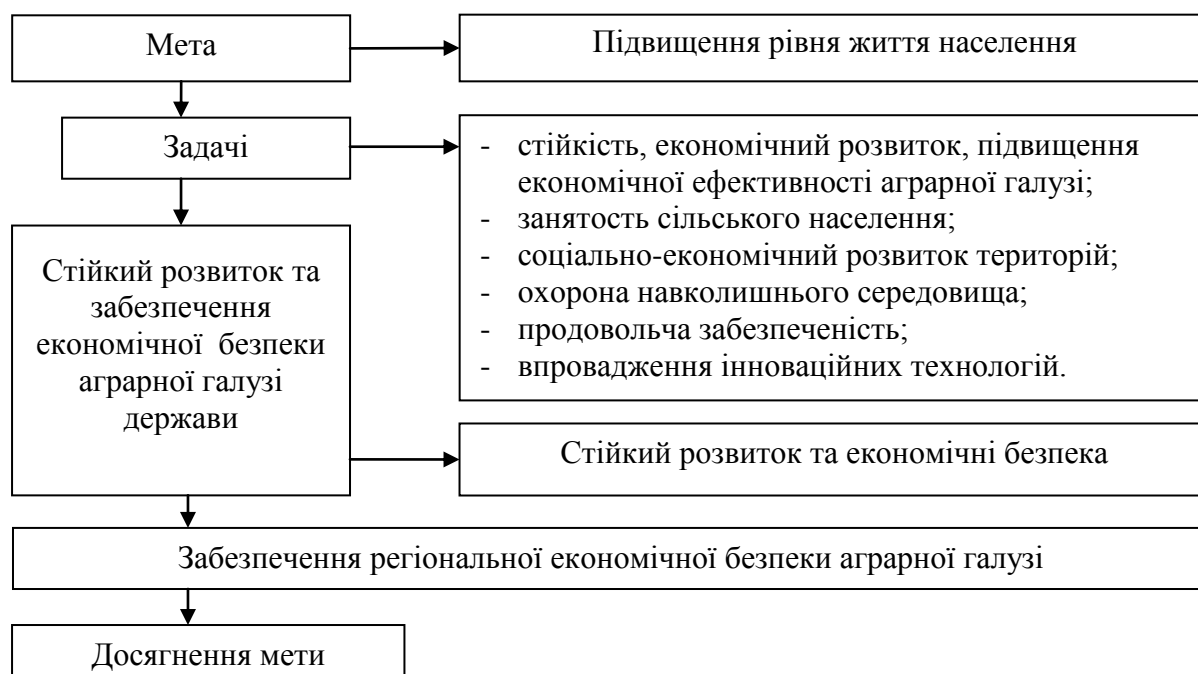 Мета
Підвищення рівня життя населення
Задачі
- стійкість, економічний розвиток, підвищення
економічної ефективності аграрної галузі;
- занятость сільського населення;
- соціально-економічний розвиток територій;
- охорона навколишнього середовища;
- продовольча забезпеченість;
- впровадження інноваційних технологій.
Стійкий розвиток та
забезпечення
економічної безпеки
аграрної галузі
держави
Стійкий розвиток та економічні безпека
Забезпечення регіональної економічної безпеки аграрної галузі
Досягнення мети